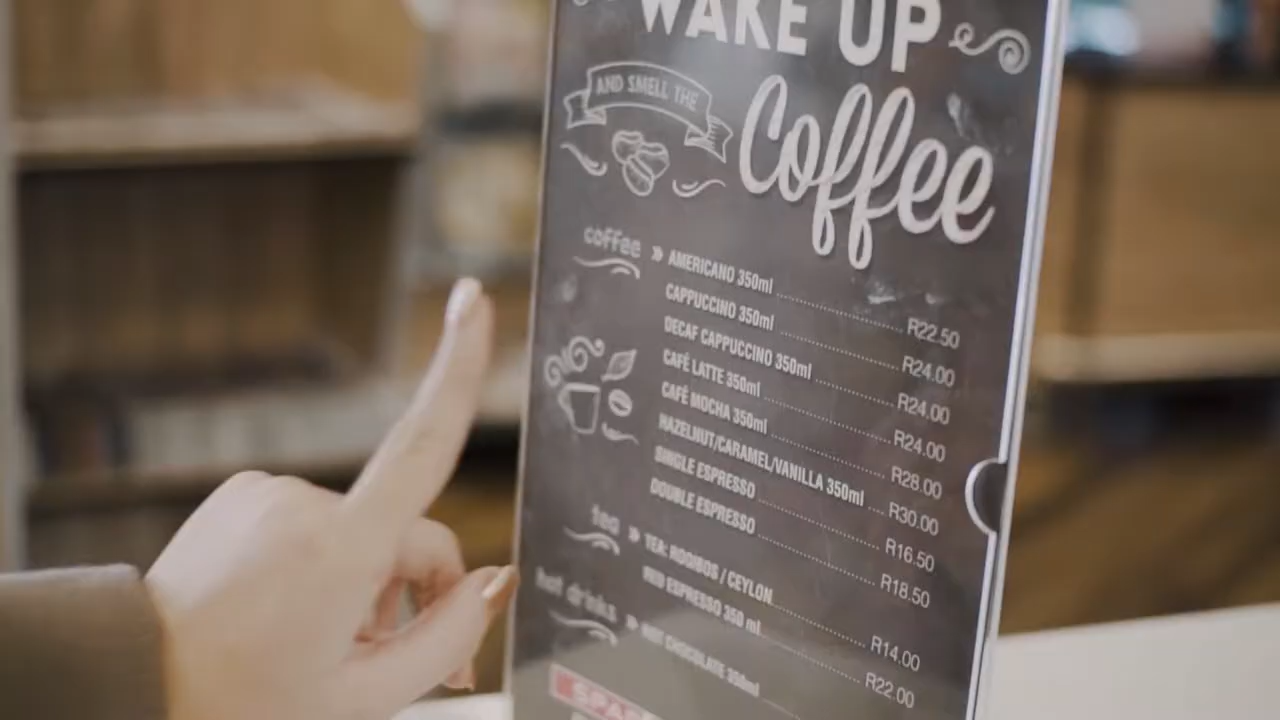 WAKE UP
AND SMELL THE
Coffee
coffee » AMERICANO 350ml R22.50
CAPPUCCINO 350ml R24.00
DECAF CAPPUCCINO 350ml R24.00
CAFÉ LATTE 350ml R24.00
CAFÉ MOCHA 350ml R28.00
HAZELNUT/CARAMEL/VANILLA 350ml R30.00
SINGLE ESPRESSO R16.50
DOUBLE ESPRESSO R18.50
tea » TEA: ROOIBOS / CEYLON R14.00
RED ESPRESSO 350 ml R22.00
hot drinks » HOT CHOCOLATE 350ml
SPAR